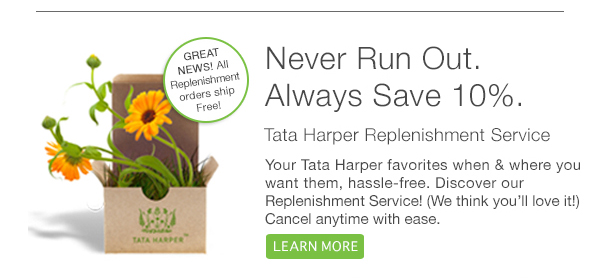 GREAT
NEWS! All
Replenishment
orders ship
Free!
Never Run Out.
Always Save 10%.
Tata Harper Replenishment Service
Your Tata Harper favorites when & where you
want them, hassle-free. Discover our
Replenishment Service! (We think you'll love it!)
Cancel anytime with ease.
LEARN MORE
TATA HARPER™